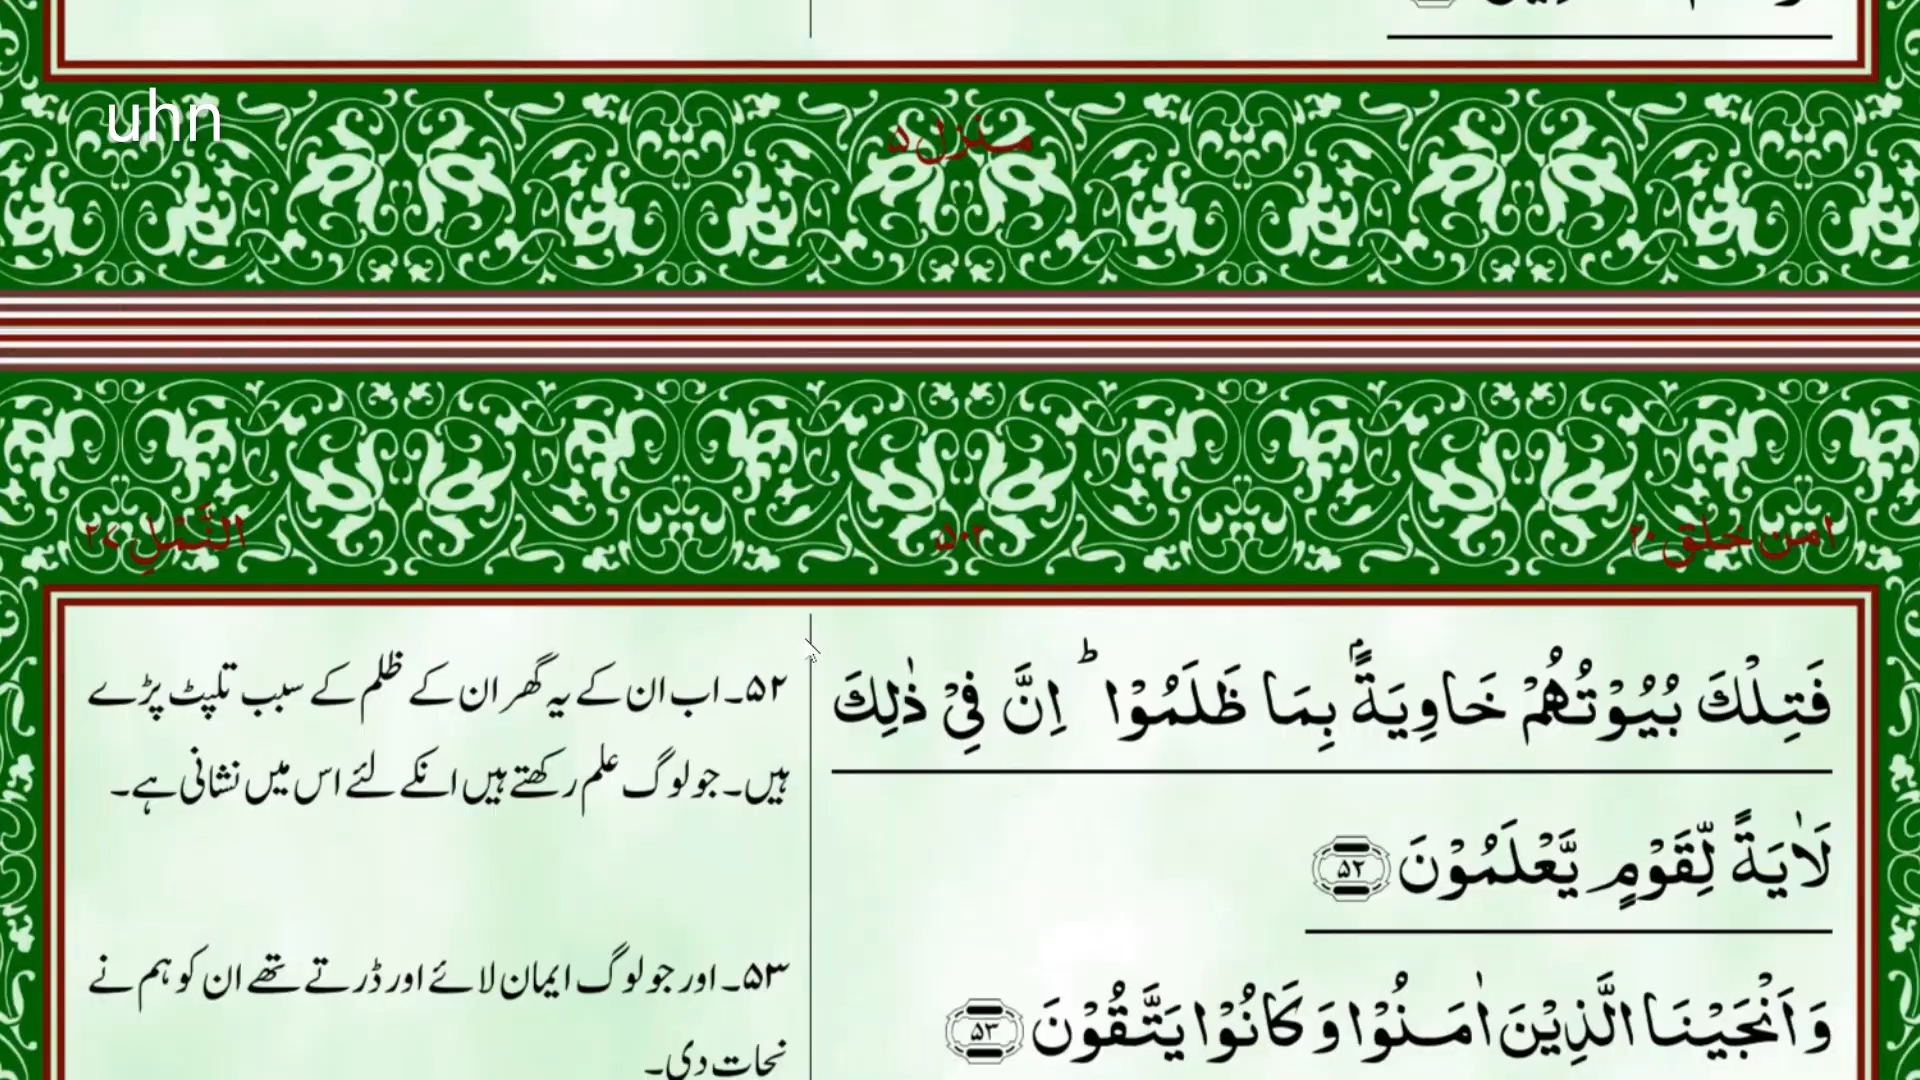 uhn
منزل ۵
امن خلق ۲۰
۵۰۲
النَّمْلِ ۲۷
فَتِلْكَ بُيُوْتُهُمْ خَاوِيَةًۢ بِمَا ظَلَمُوْا ؕ اِنَّ فِیْ ذٰلِكَ
لَاٰيَةً لِّقَوْمٍ يَّعْلَمُوْنَ ۵۲
وَ اَنْجَيْنَا الَّذِيْنَ اٰمَنُوْا وَ كَانُوْا يَتَّقُوْنَ ۵۳
۵۲۔ اب ان کے یہ گھر ان کے ظلم کے سبب تلپٹ پڑے
ہیں۔ جو لوگ علم رکھتے ہیں انکے لئے اس میں نشانی ہے۔
۵۳۔ اور جو لوگ ایمان لائے اور ڈرتے تھے ان کو ہم نے
نجات دی۔